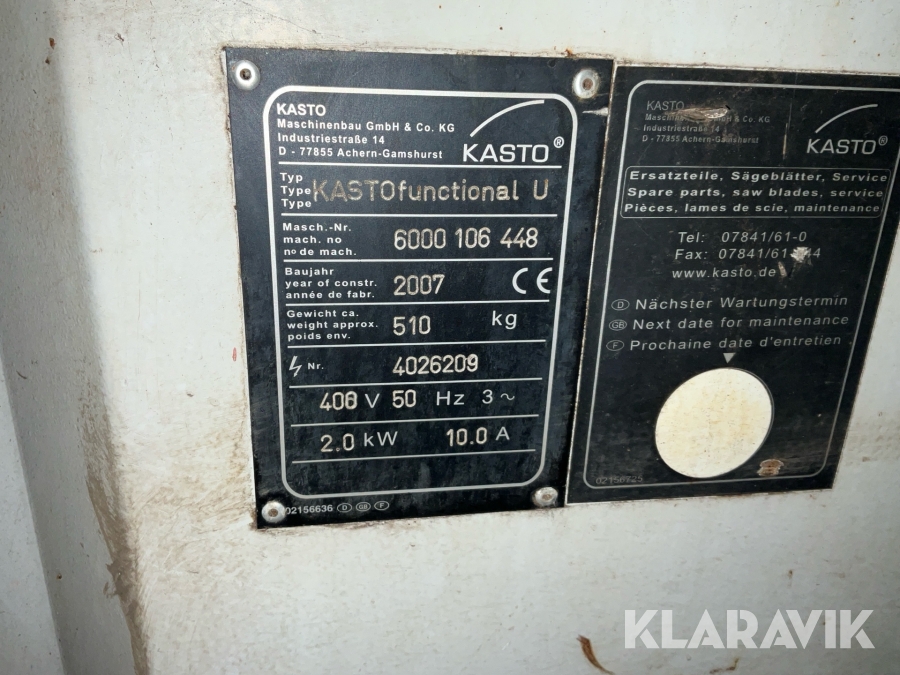 KASTO
Maschinenbau GmbH & Co. KG
Industriestraße 14
D - 77855 Achern-Gamshurst
KASTO®
Typ
Type
Type
KASTOfunctional U
Masch.-Nr.
mach. no
nº de mach.
6000 106 448
Baujahr
year of constr.
année de fabr.
2007
CE
Gewicht ca.
weight approx.
poids env.
510 kg
Nr. 4026209
400 V 50 Hz 3~
2.0 kW 10.0 A
02156636 D GB F
KASTO
Industriestraße 14
D - 77855 Achern-Gamshurst
KASTO®
Ersatzteile, Sägeblätter, Service
Spare parts, saw blades, service
Pièces, lames de scie, maintenance
Tel: 07841/61-0
Fax: 07841/61
www.kasto.de
D Nächster Wartungstermin
GB Next date for maintenance
F Prochaine date d'entretien
02156725
KLARAVIK